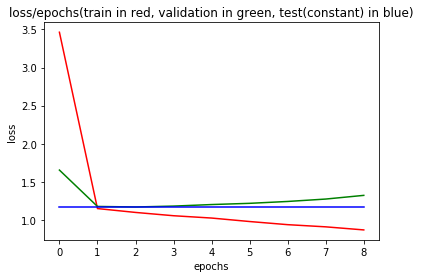 loss/epochs(train in red, validation in green, test(constant) in blue)
3.5
3.0
2.5
2.0
1.5
1.0
loss
0 1 2 3 4 5 6 7 8
epochs